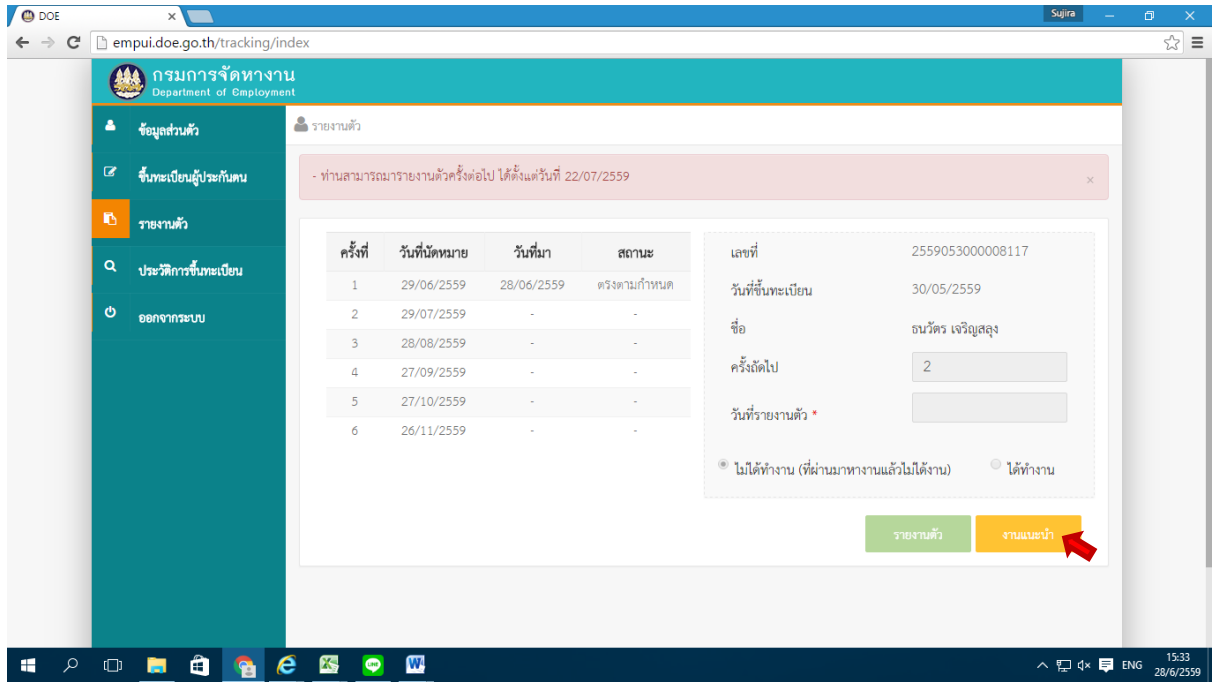 DOE
Sujira
empui.doe.go.th/tracking/index
กรมการจัดหางาน
Department of Employment
ข้อมูลส่วนตัว
ขึ้นทะเบียนผู้ประกันตน
รายงานตัว
ประวัติการขึ้นทะเบียน
ออกจากระบบ
รายงานตัว
- ท่านสามารถมารายงานตัวครั้งต่อไป ได้ตั้งแต่วันที่ 22/07/2559 ×
ครั้งที่ วันที่นัดหมาย วันที่มา สถานะ
1 29/06/2559 28/06/2559 ตรงตามกำหนด
2 29/07/2559 - -
3 28/08/2559 - -
4 27/09/2559 - -
5 27/10/2559 - -
6 26/11/2559 - -
เลขที่ 2559053000008117
วันที่ขึ้นทะเบียน 30/05/2559
ชื่อ ธนวัตร เจริญสลุง
ครั้งถัดไป 2
วันที่รายงานตัว *
ไม่ได้ทำงาน (ที่ผ่านมาหางานแล้วไม่ได้งาน) ได้ทำงาน
รายงานตัว งานแนะนำ
ENG 15:33
28/6/2559